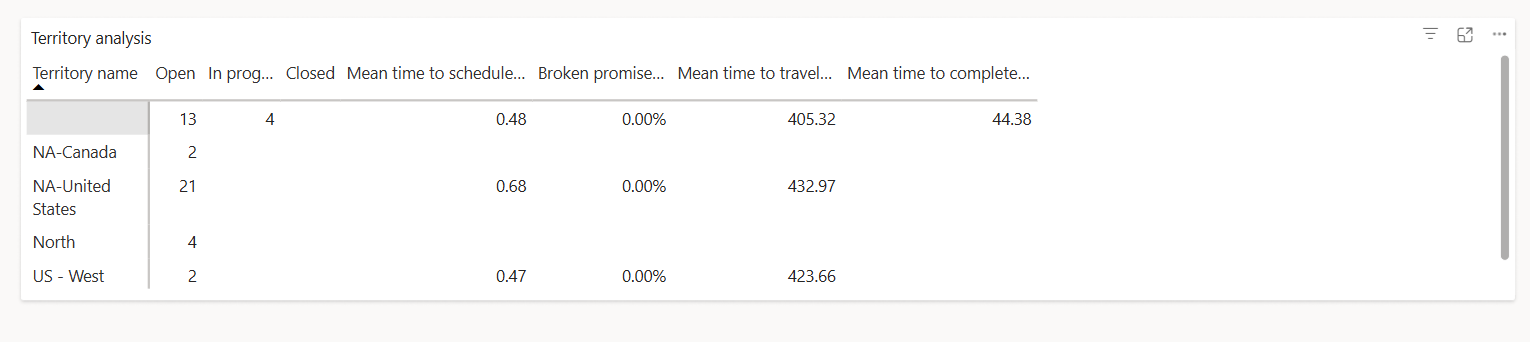 Territory analysis
Territory name Open In prog... Closed Mean time to schedule... Broken promise... Mean time to travel... Mean time to complete...
13 4 0.48 0.00% 405.32 44.38
NA-Canada 2
NA-United 21 0.68 0.00% 432.97
States
North 4
US - West 2 0.47 0.00% 423.66